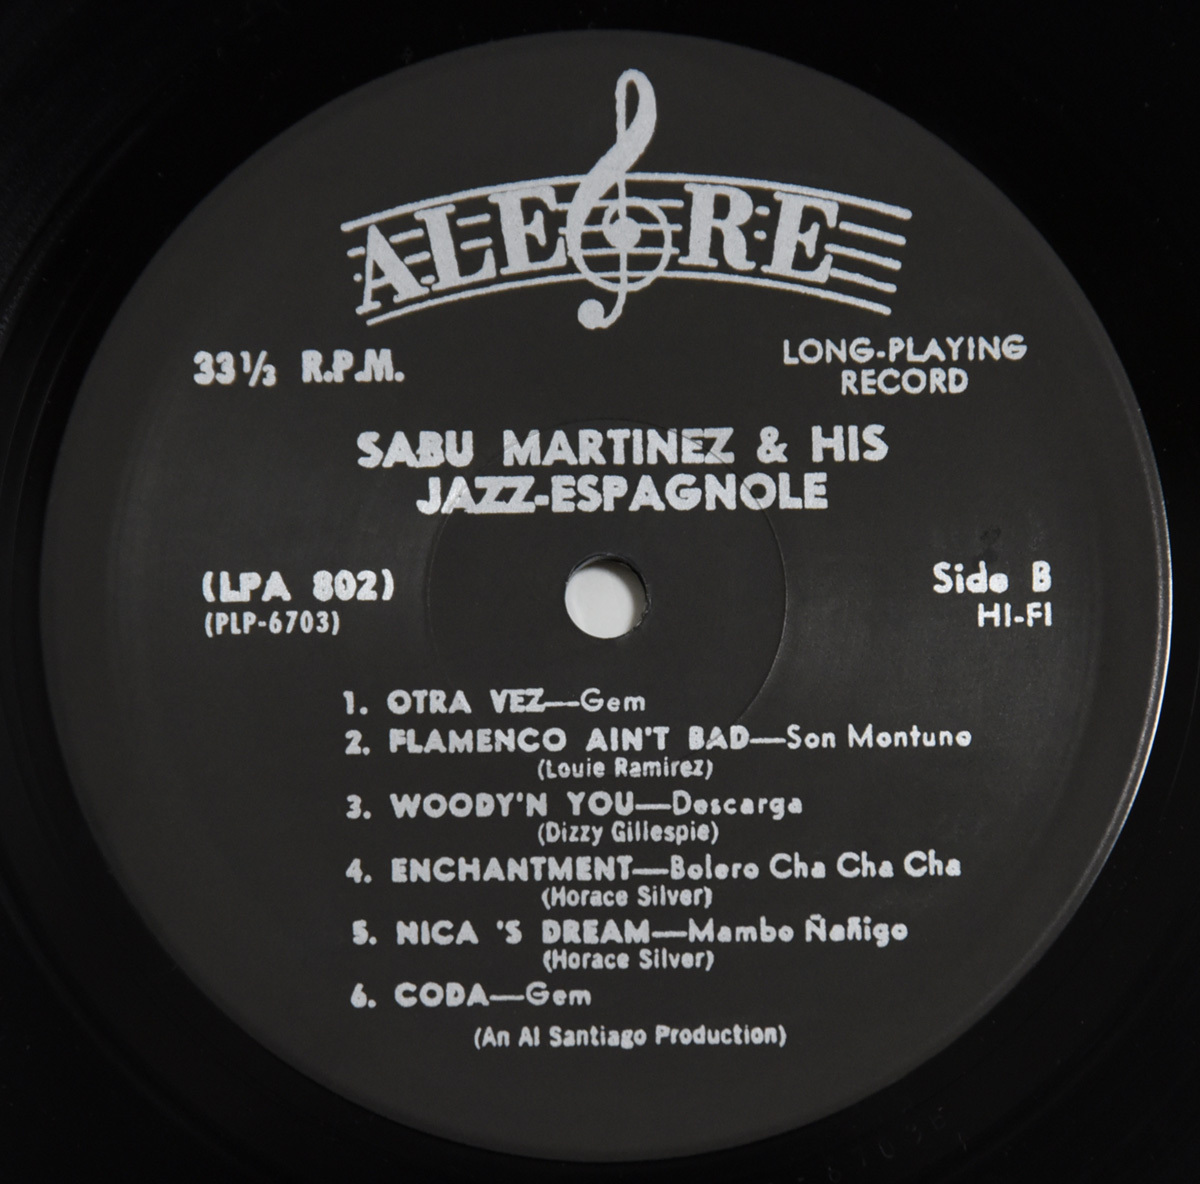 ALEGRE
33⅓ R.P.M.
LONG-PLAYING
RECORD
SABU MARTINEZ & HIS
JAZZ-ESPAGNOLE
(LPA 802)
(PLP-6703)
Side B
HI-FI
1. OTRA VEZ—Gem
2. FLAMENCO AIN'T BAD—Son Montuno
(Louie Ramirez)
3. WOODY'N YOU—Descarga
(Dizzy Gillespie)
4. ENCHANTMENT—Bolero Cha Cha Cha
(Horace Silver)
5. NICA 'S DREAM—Mambo Ñañigo
(Horace Silver)
6. CODA—Gem
(An Al Santiago Production)